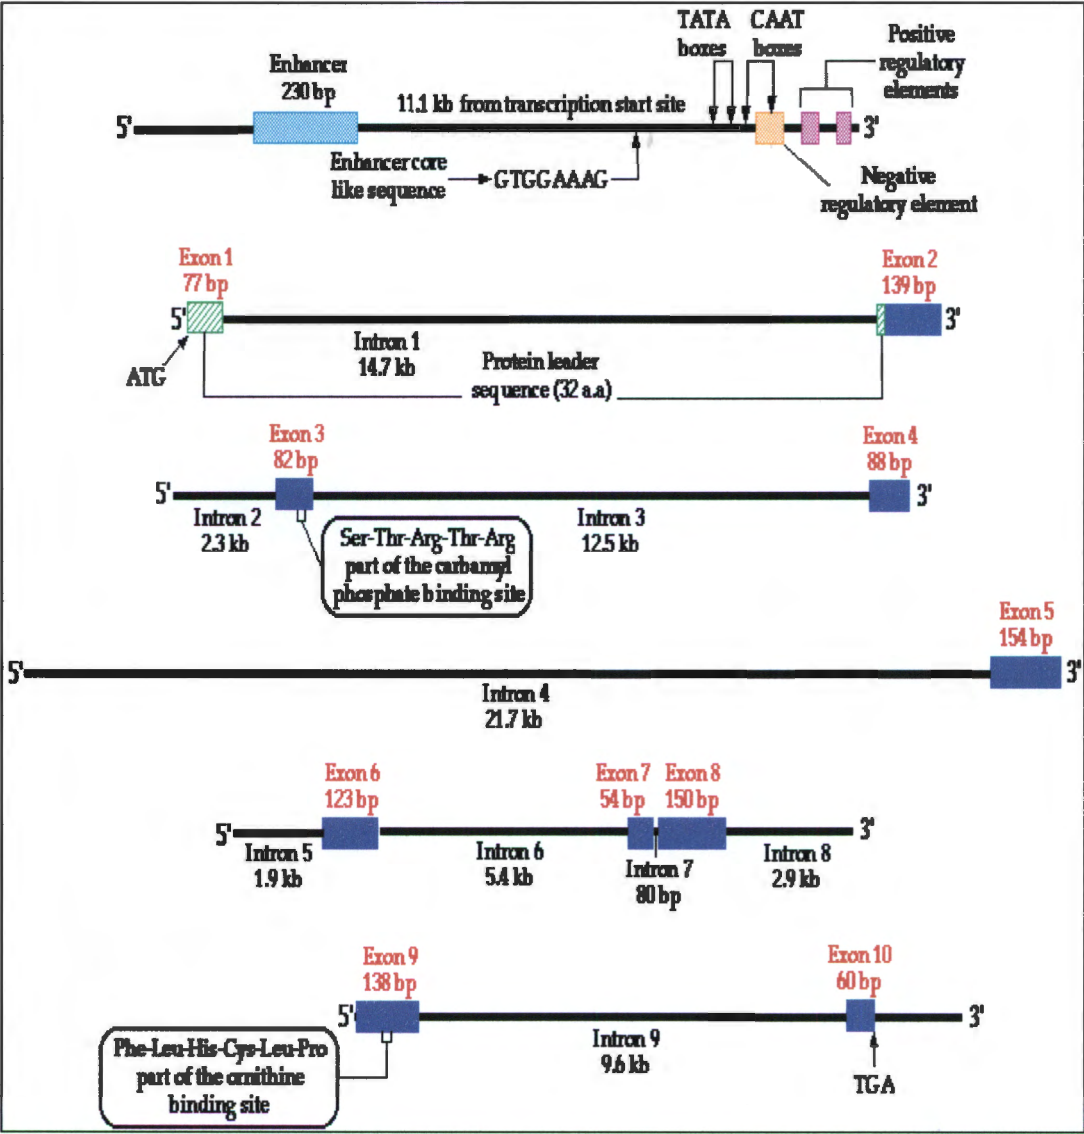 TATA
boxes
CAAT
boxes
Positive
regulatory
elements
Enhancer
230 bp
11.1 kb from transcription start site
5'
3'
Enhancer core
like sequence
GTGGAAAG
Negative
regulatory element
Exon 1
77 bp
Exon 2
139 bp
5'
3'
ATG
Intron 1
14.7 kb
Protein leader
sequence (32 a.a)
Exon 3
82 bp
Exon 4
88 bp
5'
3'
Intron 2
2.3 kb
Intron 3
12.5 kb
Ser-Thr-Arg-Thr-Arg
part of the carbamyl
phosphate binding site
Exon 5
154 bp
5'
3'
Intron 4
21.7 kb
Exon 6
123 bp
Exon 7
54 bp
Exon 8
150 bp
5'
3'
Intron 5
1.9 kb
Intron 6
5.4 kb
Intron 7
80 bp
Intron 8
2.9 kb
Exon 9
138 bp
Exon 10
60 bp
5'
3'
Intron 9
9.6 kb
Phe-Leu-His-Cys-Leu-Pro
part of the ornithine
binding site
TGA